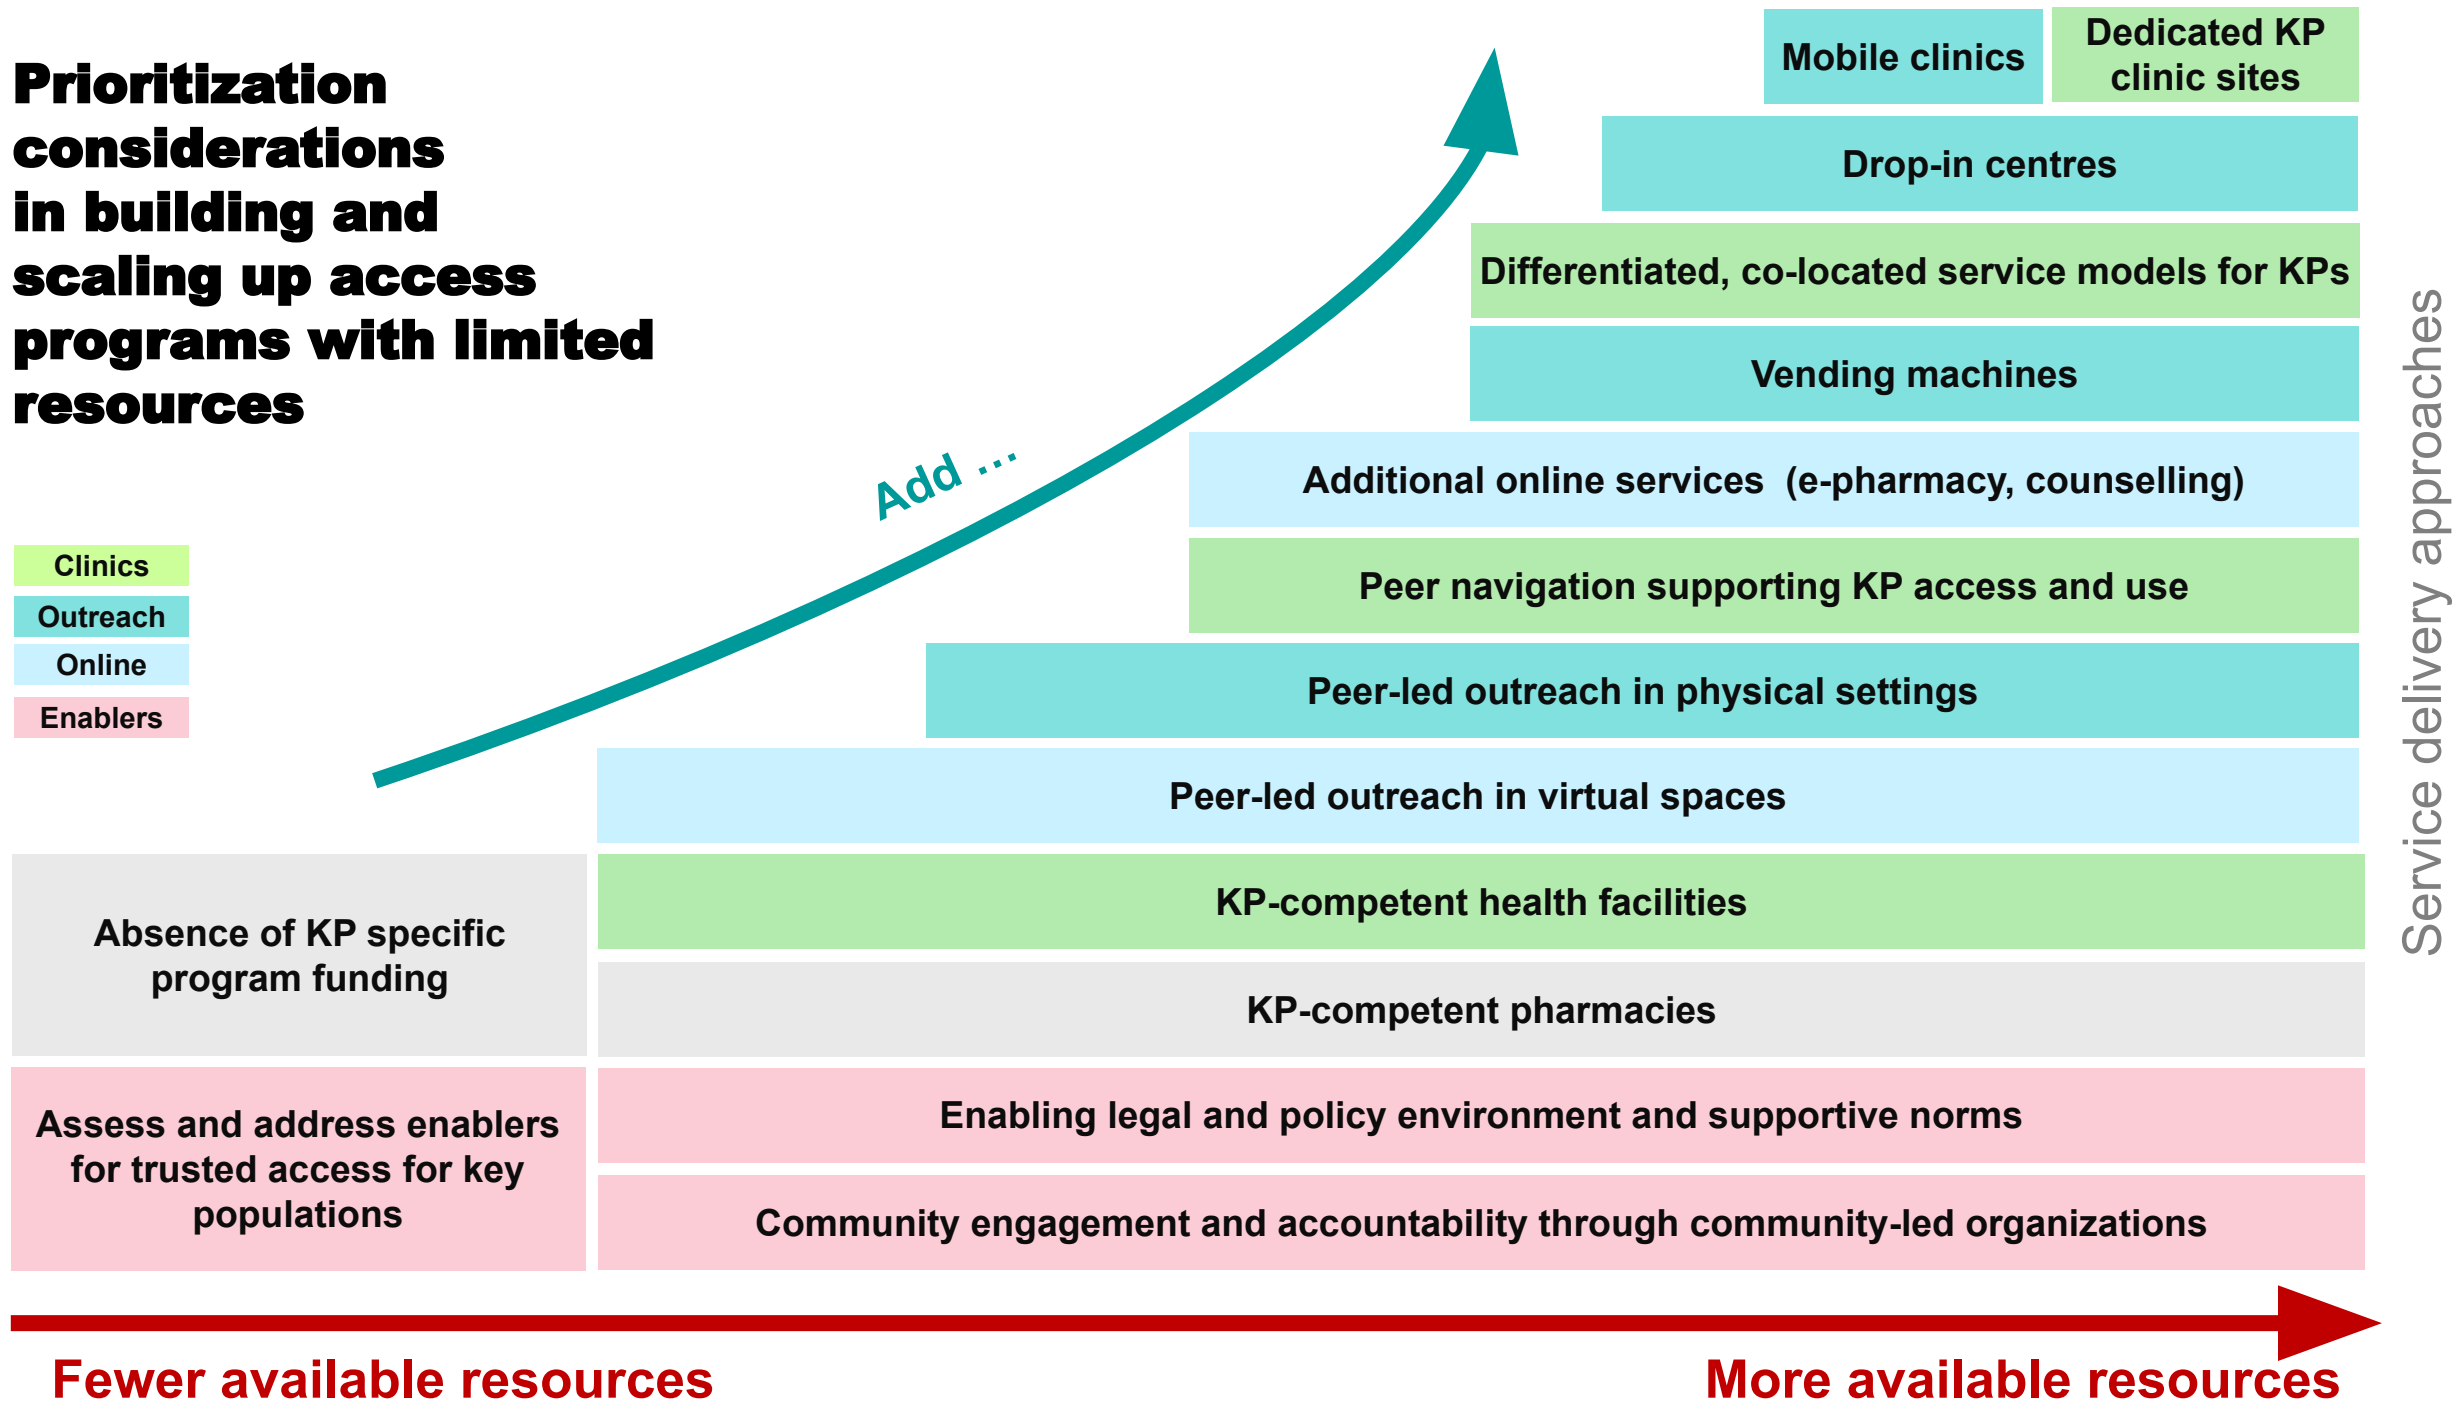 Prioritization
considerations
in building and
scaling up access
programs with limited
resources
Clinics
Outreach
Online
Enablers
Add ...
Mobile clinics
Dedicated KP
clinic sites
Drop-in centres
Differentiated, co-located service models for KPs
Vending machines
Additional online services  (e-pharmacy, counselling)
Peer navigation supporting KP access and use
Peer-led outreach in physical settings
Peer-led outreach in virtual spaces
Absence of KP specific
program funding
KP-competent health facilities
KP-competent pharmacies
Assess and address enablers
for trusted access for key
populations
Enabling legal and policy environment and supportive norms
Community engagement and accountability through community-led organizations
Service delivery approaches
Fewer available resources
More available resources